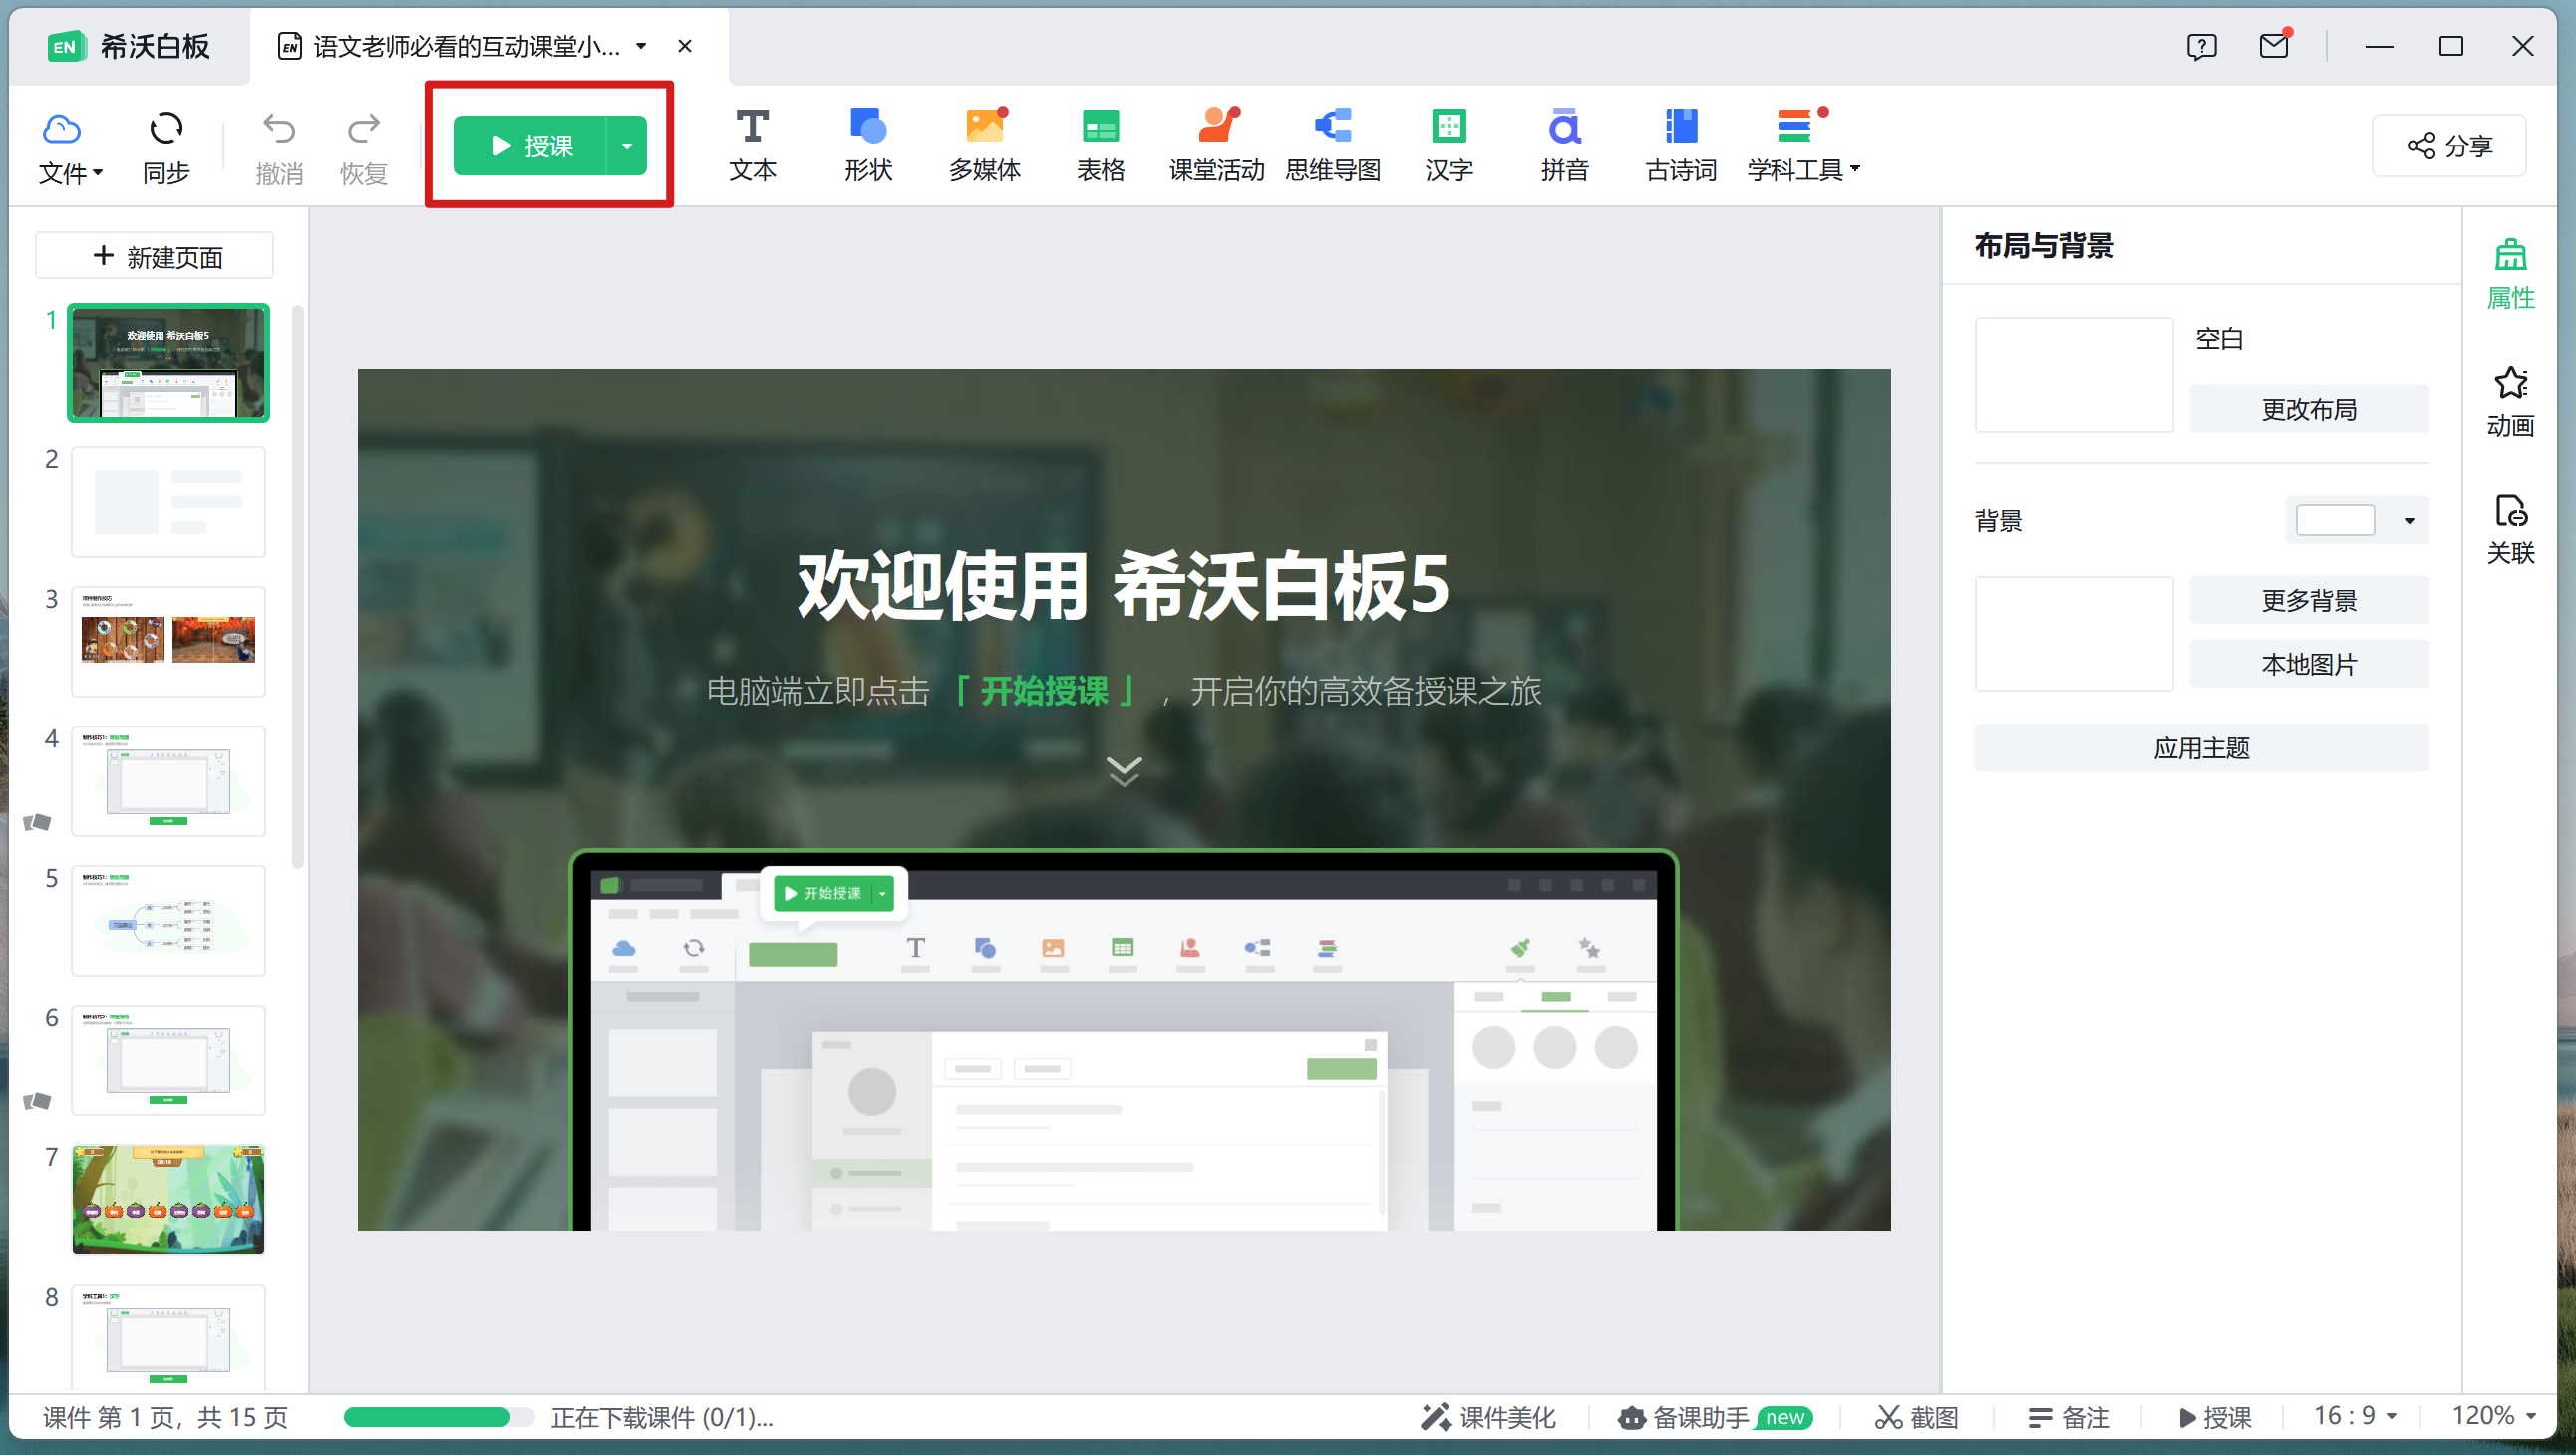 希沃白板
语文老师必看的互动课堂小...
文件
同步
撤消
恢复
授课
文本
形状
多媒体
表格
课堂活动
思维导图
汉字
拼音
古诗词
学科工具
分享
新建页面
1
欢迎使用 希沃白板5
2
3
4
5
6
7
8
欢迎使用 希沃白板5
电脑端立即点击 「开始授课」 ，开启你的高效备授课之旅
开始授课
布局与背景
空白
更改布局
背景
更多背景
本地图片
应用主题
属性
动画
关联
课件 第 1 页，共 15 页
正在下载课件 (0/1)...
课件美化
备课助手 new
截图
备注
授课
16 : 9
120%